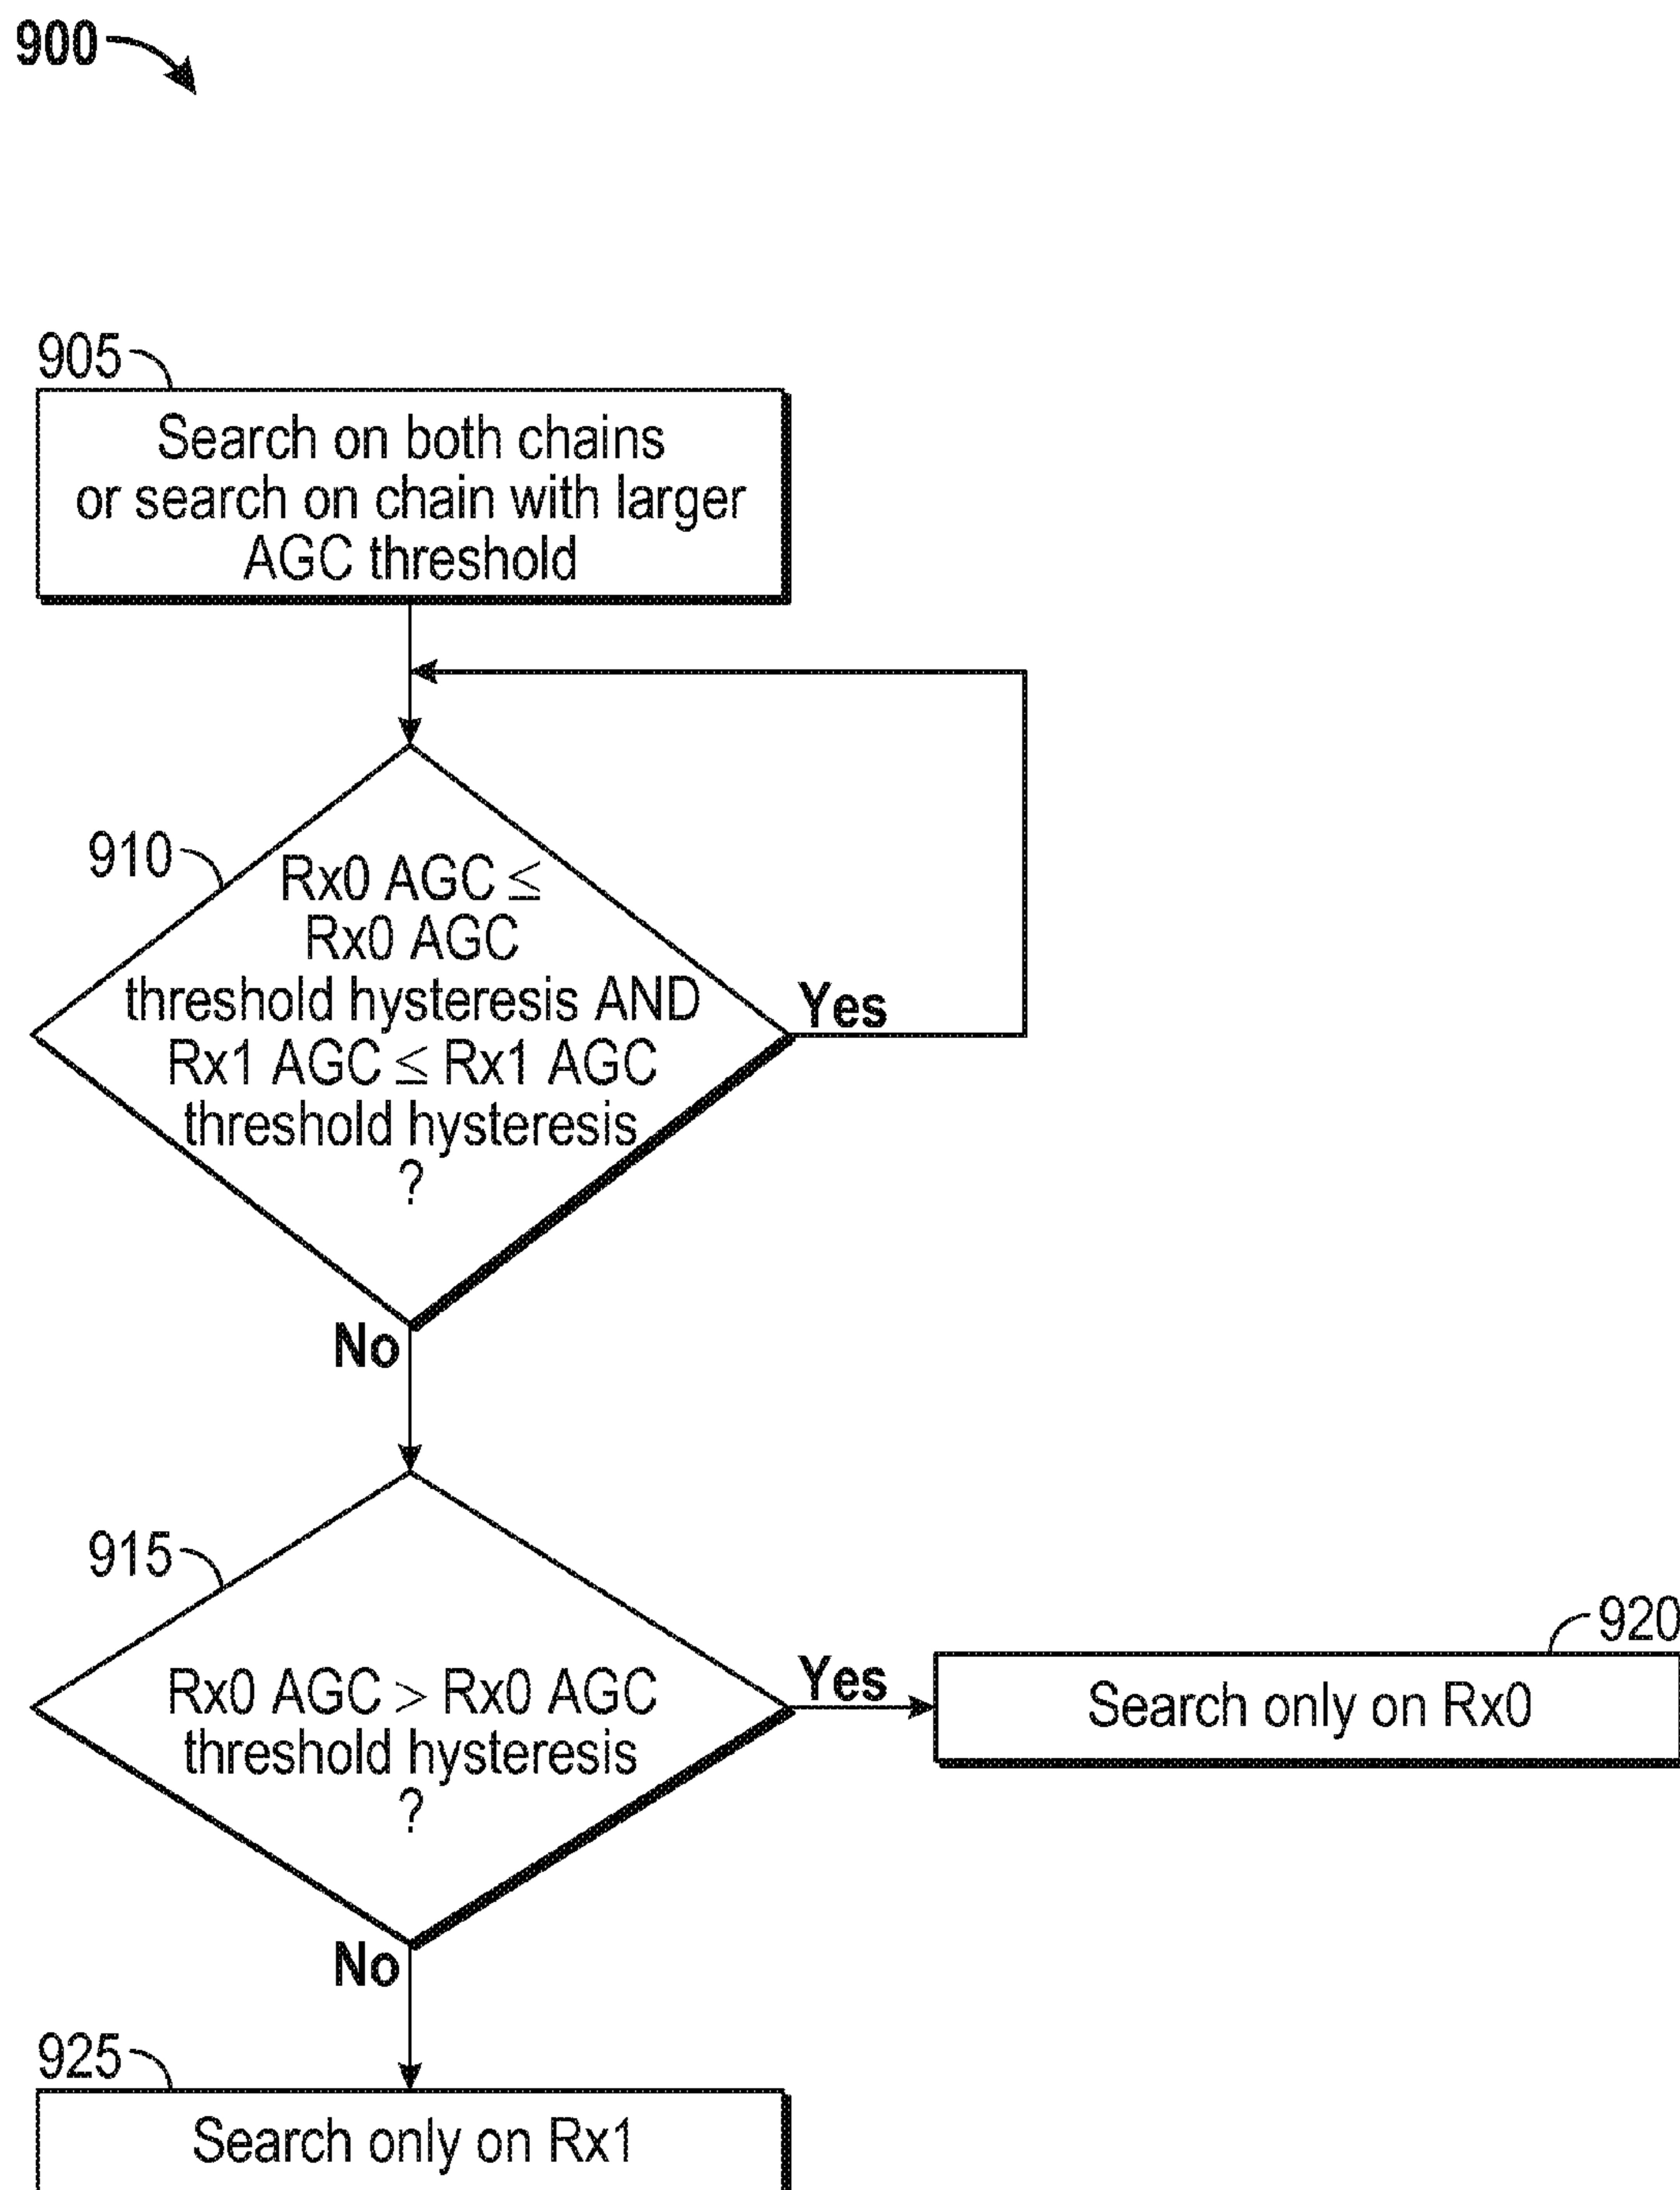 900
905
Search on both chains
or search on chain with larger
AGC threshold
910
Rx0 AGC ≤
Rx0 AGC
threshold hysteresis AND
Rx1 AGC ≤ Rx1 AGC
threshold hysteresis
?
Yes
No
915
Rx0 AGC > Rx0 AGC
threshold hysteresis
?
Yes
920
Search only on Rx0
No
925
Search only on Rx1